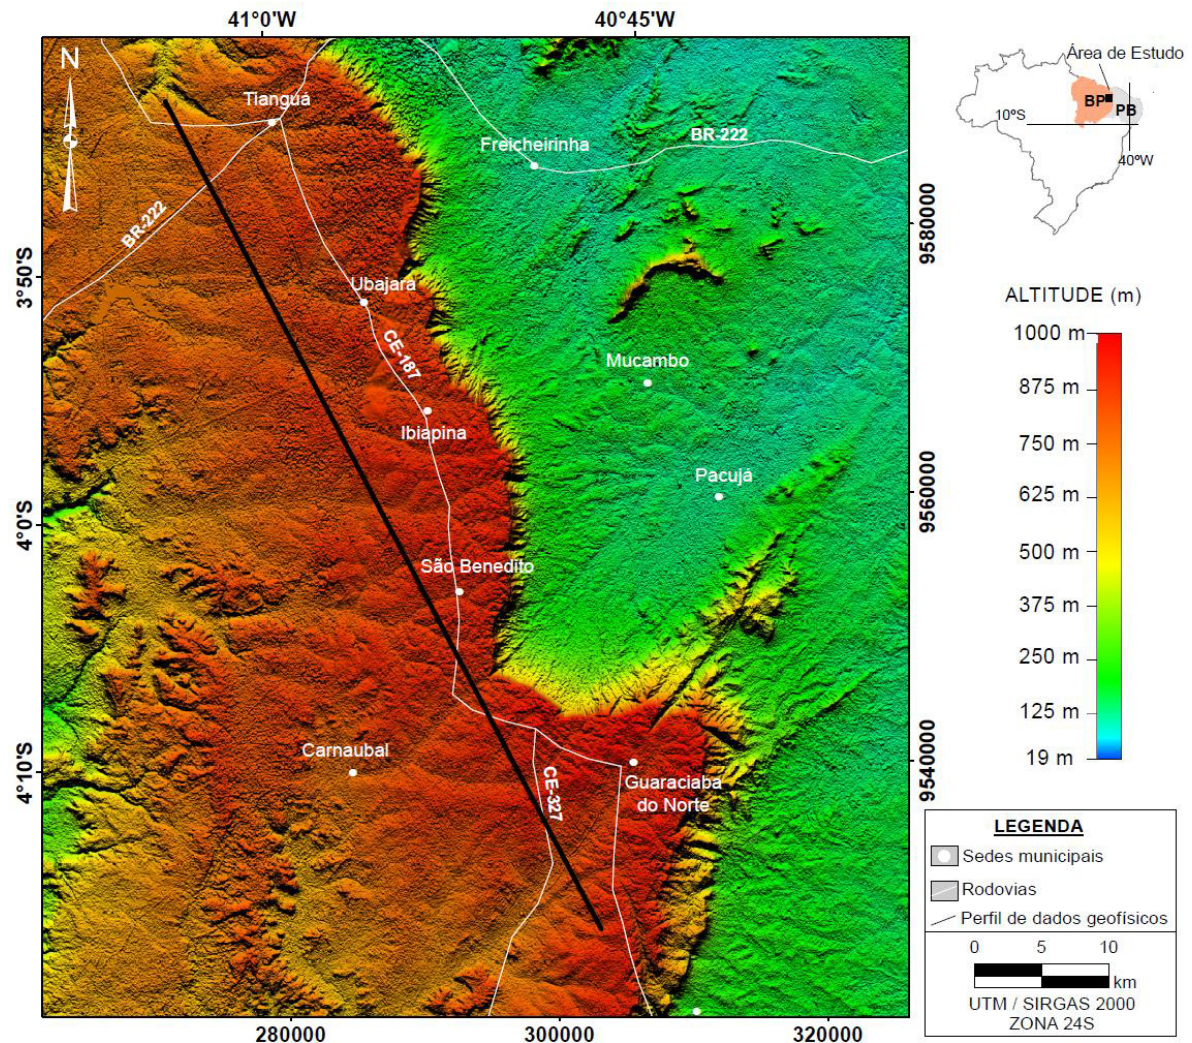 41°0'W
40°45'W
N
Tianguá
Freicheirinha
BR-222
BR-222
Ubajara
CE-187
Mucambo
Ibiapina
Pacujá
São Benedito
Carnaubal
CE-327
Guaraciaba
do Norte
3°50'S
4°0'S
4°10'S
9580000
9560000
9540000
280000
300000
320000
Área de Estudo
BP
PB
10ºS
40ºW
ALTITUDE (m)
1000 m
875 m
750 m
625 m
500 m
375 m
250 m
125 m
19 m
LEGENDA
Sedes municipais
Rodovias
Perfil de dados geofísicos
0 5 10
km
UTM / SIRGAS 2000
ZONA 24S